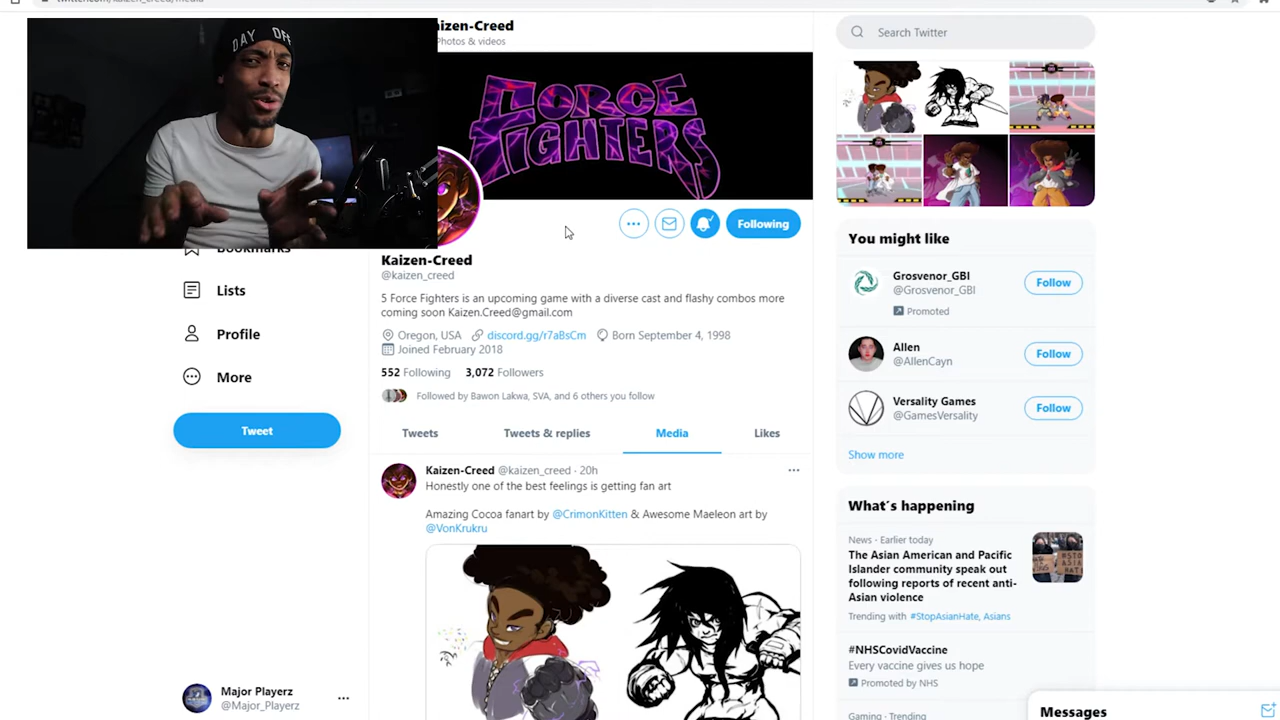 twitter.com/kaizen_creed/media
izen-Creed
Photos & videos
DAY OFF
5 FORCE
FIGHTERS
Search Twitter
Following
Bookmarks
Lists
Profile
More
Tweet
Kaizen-Creed
@kaizen_creed
5 Force Fighters is an upcoming game with a diverse cast and flashy combos more
coming soon Kaizen.Creed@gmail.com
Oregon, USA discord.gg/r7aBsCm Born September 4, 1998
Joined February 2018
552 Following 3,072 Followers
Followed by Bawon Lakwa, SVA, and 6 others you follow
Tweets Tweets & replies Media Likes
Kaizen-Creed @kaizen_creed · 20h
Honestly one of the best feelings is getting fan art
Amazing Cocoa fanart by @CrimonKitten & Awesome Maeleon art by
@VonKrukru
Major Playerz
@Major_Playerz
You might like
Grosvenor_GBI
@Grosvenor_GBI
Promoted
Follow
Allen
@AllenCayn
Follow
Versality Games
@GamesVersality
Follow
Show more
What's happening
News · Earlier today
The Asian American and Pacific
Islander community speak out
following reports of recent anti-
Asian violence
Trending with #StopAsianHate, Asians
#NHSCovidVaccine
Every vaccine gives us hope
Promoted by NHS
Gaming · Trending
Messages